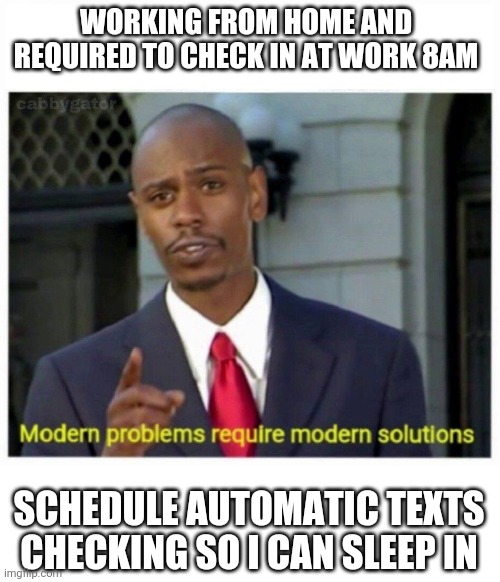 WORKING FROM HOME AND
REQUIRED TO CHECK IN AT WORK 8AM
cabbygator
Modern problems require modern solutions
SCHEDULE AUTOMATIC TEXTS
CHECKING SO I CAN SLEEP IN
imgflip.com